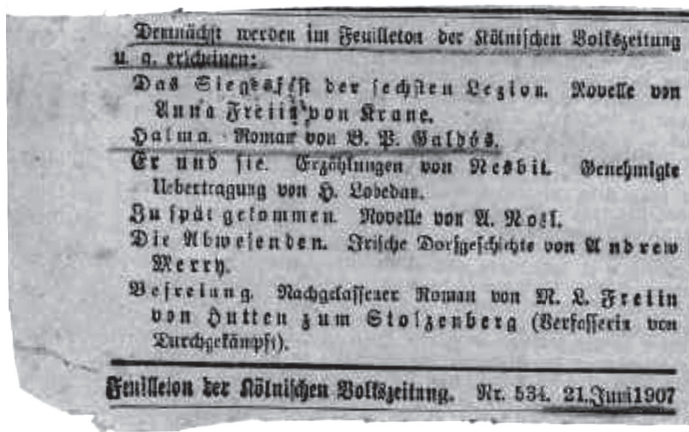 Demnächst werden im Feuilleton der Kölnischen Volkszeitung
u. a. erscheinen:
Das Siegesfest der sechsten Legion. Novelle von
Anna Freiin von Krane.
Halma. Roman von B. P. Galdós.
Er und sie. Erzählungen von Nesbit. Genehmigte
Uebertragung von H. Lobedan.
Zu spät gekommen. Novelle von A.
Die Abwesenden. Irische Dorfgeschichte von Andrew
Merry.
Befreiung. Nachgelassener Roman von M. L. Freiin
von Hutten zum Stolzenberg (Verfasserin von
Durchgekämpft).
Feuilleton der Kölnischen Volkszeitung. Nr. 534. 21. Juni 1907